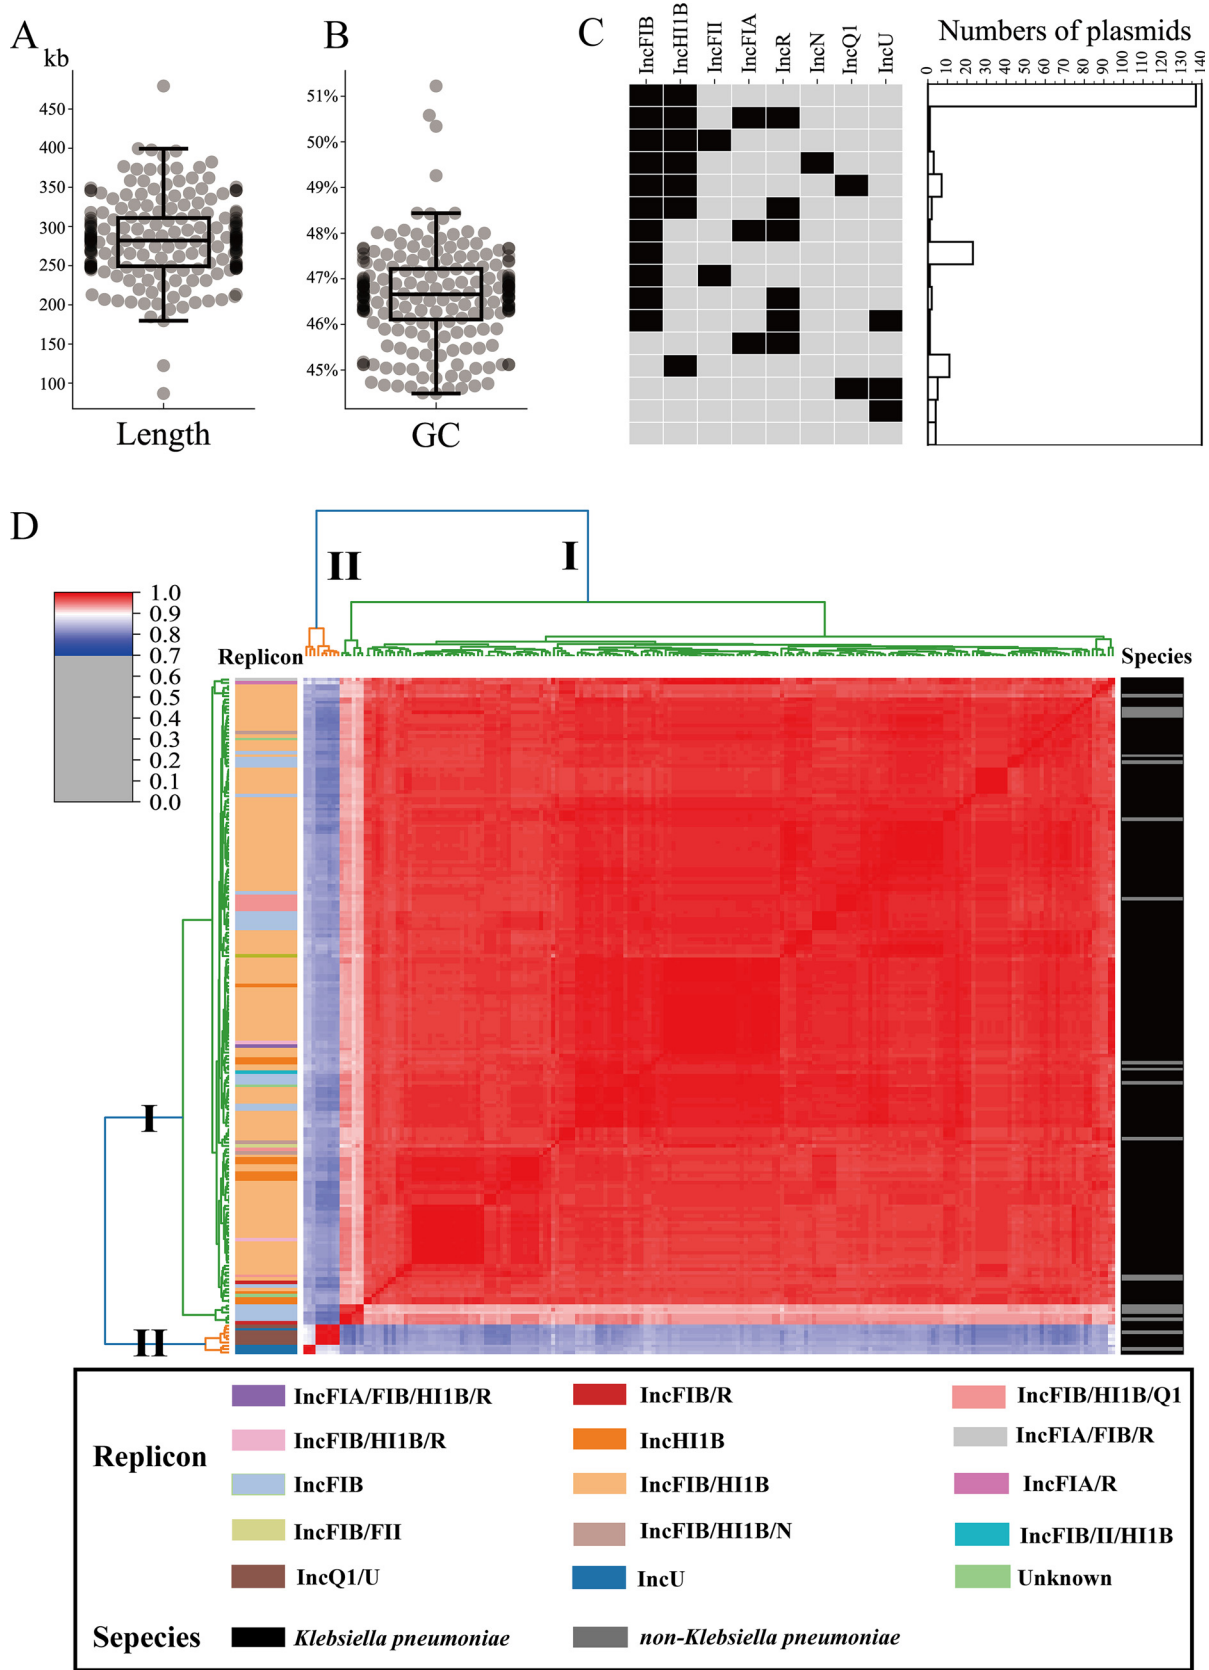 A
kb
450
400
350
300
250
200
150
100
Length
B
51%
50%
49%
48%
47%
46%
45%
GC
C
IncFIB
IncHI1B
IncFII
IncFIA
IncR
IncN
IncQ1
IncU
Numbers of plasmids
0
10
20
30
40
50
60
70
80
90
100
110
120
130
140
D
II
I
1.0
0.9
0.8
0.7
0.6
0.5
0.4
0.3
0.2
0.1
0.0
Replicon
Species
I
II
Replicon
IncFIA/FIB/HI1B/R
IncFIB/R
IncFIB/HI1B/Q1
IncFIB/HI1B/R
IncHI1B
IncFIA/FIB/R
IncFIB
IncFIB/HI1B
IncFIA/R
IncFIB/FII
IncFIB/HI1B/N
IncFIB/II/HI1B
IncQ1/U
IncU
Unknown
Sepecies
Klebsiella pneumoniae
non-Klebsiella pneumoniae